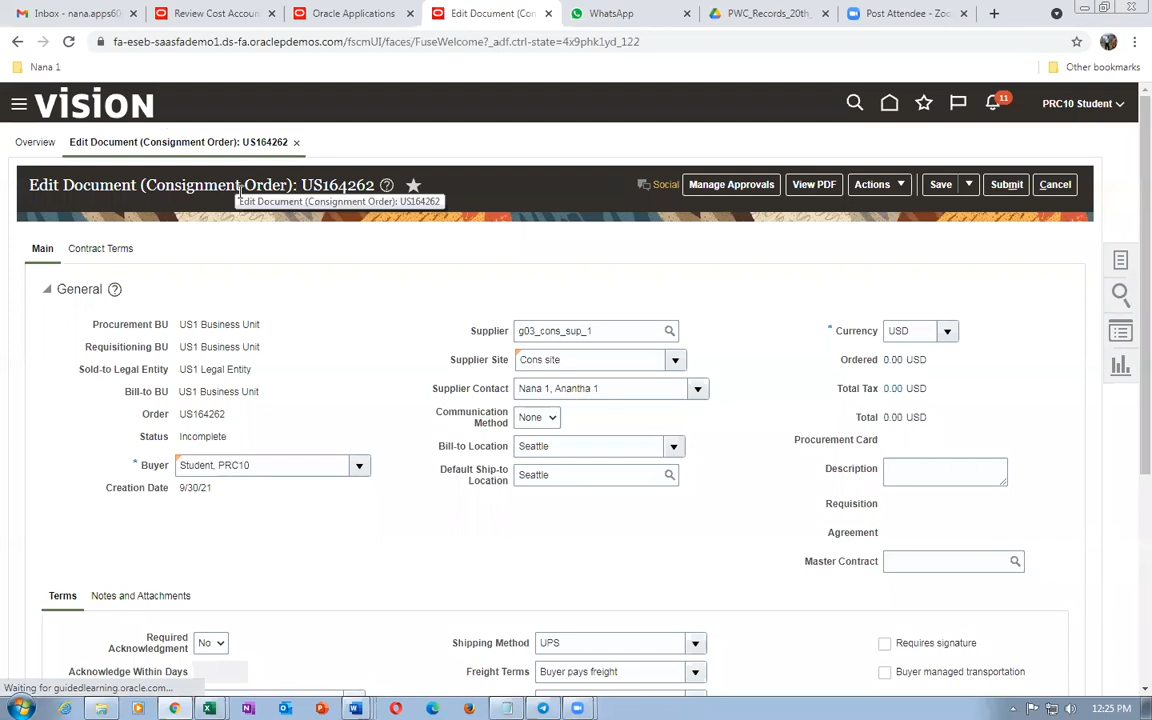 Inbox - nana.apps60
Review Cost Accoun
Oracle Applications
Edit Document (Con
WhatsApp
PWC_Records_20th_
Post Attendee - Zoo
fa-eseb-saasfademo1.ds-fa.oraclepdemos.com/fscmUI/faces/FuseWelcome?_adf.ctrl-state=4x9phk1yd_122
Nana 1
Other bookmarks
VISION
11
PRC10 Student
Overview
Edit Document (Consignment Order): US164262
Edit Document (Consignment Order): US164262
Social
Manage Approvals
View PDF
Actions
Save
Submit
Cancel
Edit Document (Consignment Order): US164262
Main
Contract Terms
General
Procurement BU US1 Business Unit
Requisitioning BU US1 Business Unit
Sold-to Legal Entity US1 Legal Entity
Bill-to BU US1 Business Unit
Order US164262
Status Incomplete
* Buyer Student, PRC10
Creation Date 9/30/21
Supplier g03_cons_sup_1
Supplier Site Cons site
Supplier Contact Nana 1, Anantha 1
Communication
Method None
Bill-to Location Seattle
Default Ship-to
Location Seattle
* Currency USD
Ordered 0.00 USD
Total Tax 0.00 USD
Total 0.00 USD
Procurement Card
Description
Requisition
Agreement
Master Contract
Terms
Notes and Attachments
Required
Acknowledgment No
Acknowledge Within Days
Shipping Method UPS
Freight Terms Buyer pays freight
Requires signature
Buyer managed transportation
Waiting for guidedlearning.oracle.com...
12:25 PM